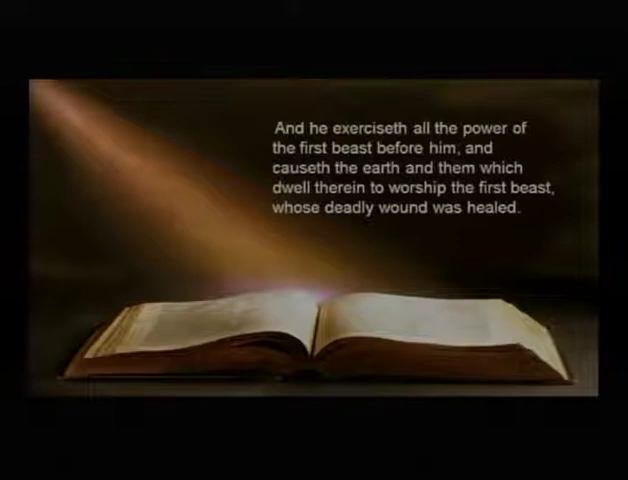 And he exerciseth all the power of
the first beast before him, and
causeth the earth and them which
dwell therein to worship the first beast,
whose deadly wound was healed.